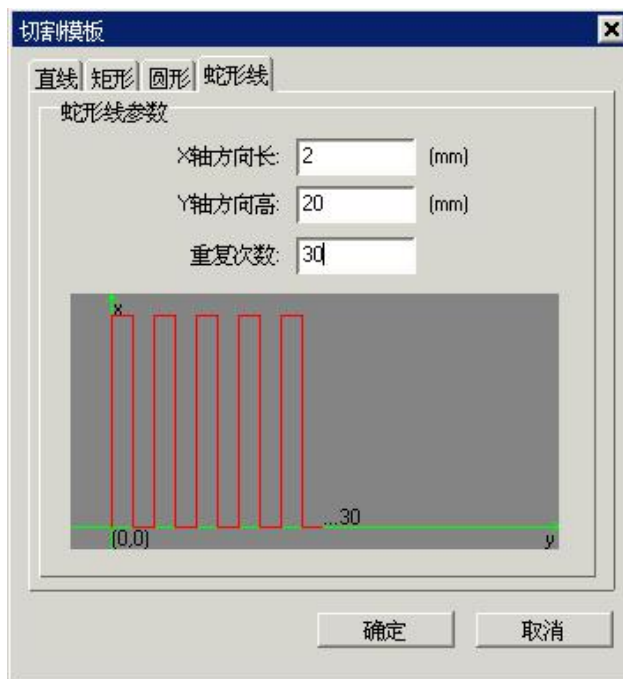 切割模板
直线 矩形 圆形 蛇形线
蛇形线参数
X轴方向长: 2 (mm)
Y轴方向高: 20 (mm)
重复次数: 30
x
...30
(0,0) y
确定 取消